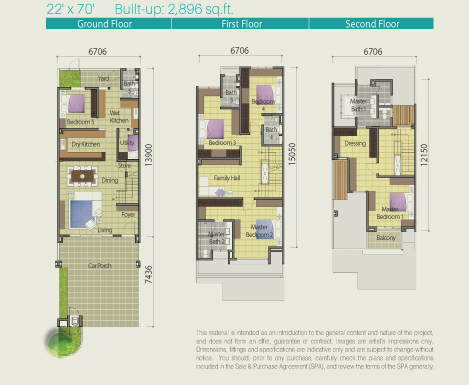 22' x 70' Built-up: 2,896 sq.ft.
Ground Floor
First Floor
Second Floor
6706
6706
6706
Yard
Bath
Bedroom 5
Wet
Kitchen
Dry Kitchen
Utility
Store
Dining
Foyer
Living
Car Porch
13900
7436
Bath
Bedroom
4
Bedroom 3
Bath
4
Family Hall
Master
Bath 2
Master
Bedroom 2
15050
Master
Bath 1
Dressing
Master
Bedroom 1
Balcony
12150
This material is intended as an introduction to the general content and nature of the project,
and does not form an offer, guarantee or contract. Images are artist's impressions only.
Dimensions, fittings and specifications are indicative only and are subject to change without
notice. You should, prior to any purchase, carefully check the plans and specifications
included in the Sale & Purchase Agreement (SPA), and review the terms of the SPA generally.